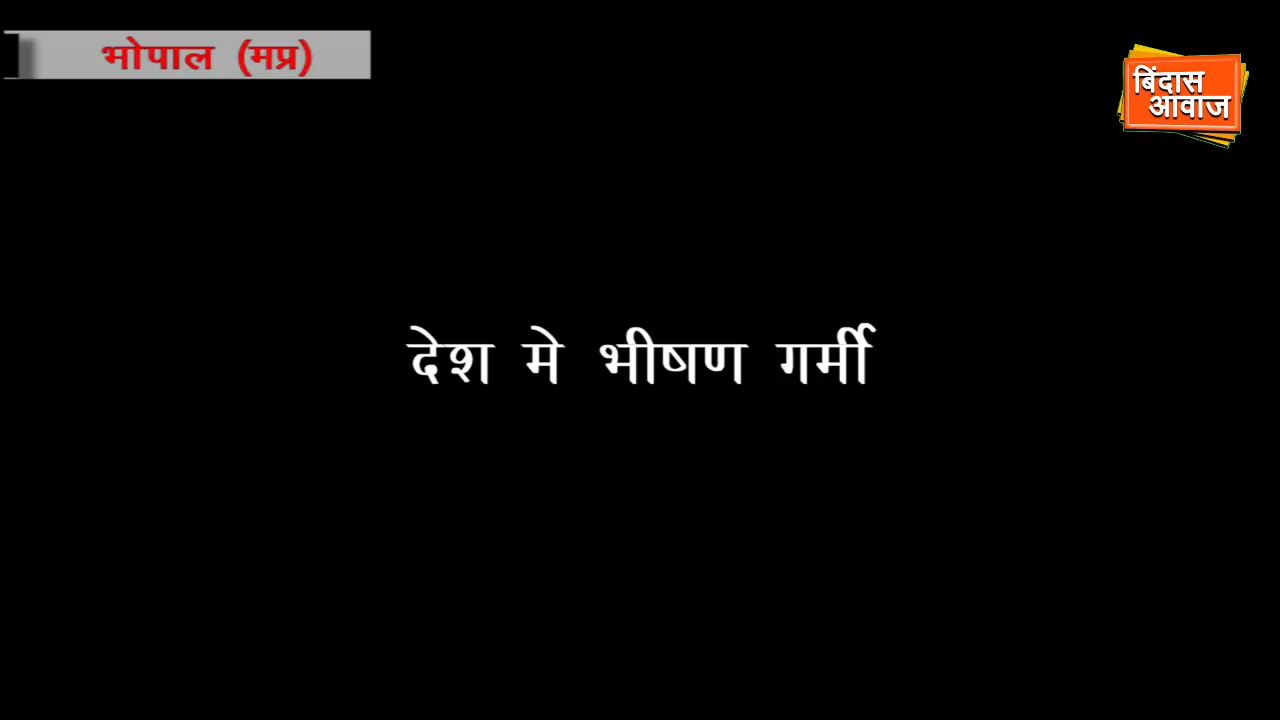 भोपाल (मप्र)
बिंदास
आवाज
देश मे भीषण गर्मी